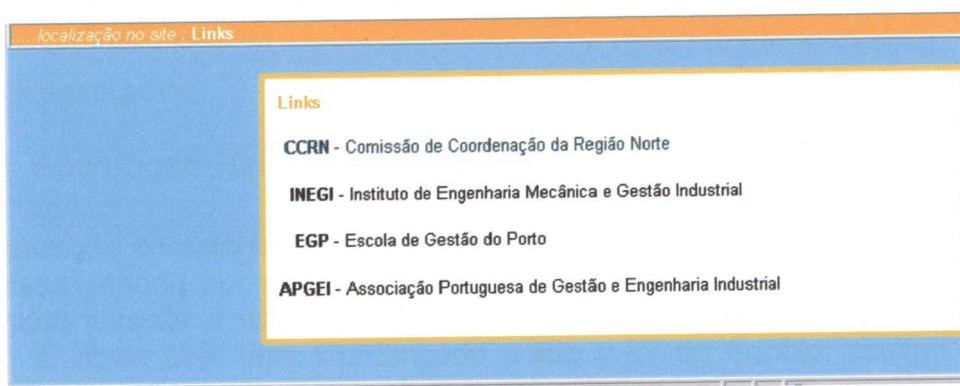 .... localização no site : Links
Links
CCRN - Comissão de Coordenação da Região Norte
INEGI - Instituto de Engenharia Mecânica e Gestão Industrial
EGP - Escola de Gestão do Porto
APGEI - Associação Portuguesa de Gestão e Engenharia Industrial